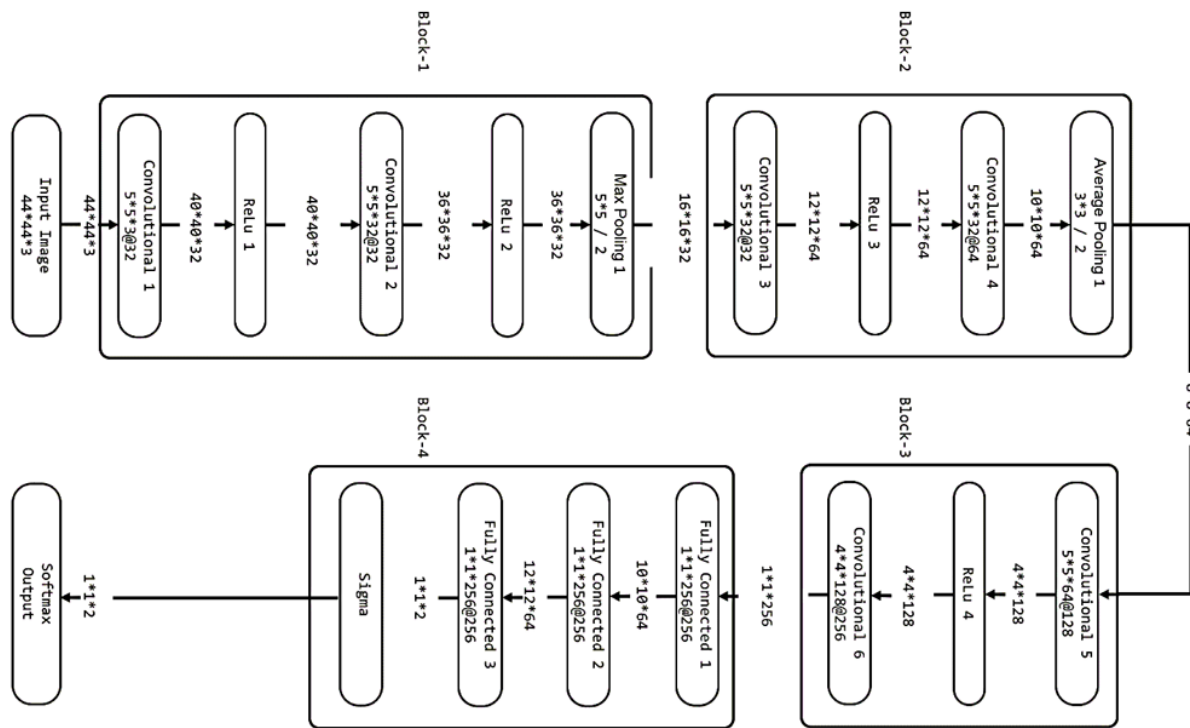 Block-1
Input Image
44*44*3
44*44*3
Convolutional 1
5*5*3@32
40*40*32
ReLu 1
40*40*32
Convolutional 2
5*5*32@32
36*36*32
ReLU 2
36*36*32
Max Pooling 1
5*5 / 2
16*16*32
Block-2
Convolutional 3
5*5*32@32
12*12*64
ReLU 3
12*12*64
Convolutional 4
5*5*32@64
10*10*64
Average Pooling 1
3*3 / 2
Block-3
Convolutional 5
5*5*64@128
4*4*128
ReLU 4
4*4*128
Convolutional 6
4*4*128@256
1*1*256
Block-4
Fully Connected 1
1*1*256@256
10*10*64
Fully Connected 2
1*1*256@256
12*12*64
Fully Connected 3
1*1*256@256
1*1*2
Sigma
1*1*2
Softmax
Output